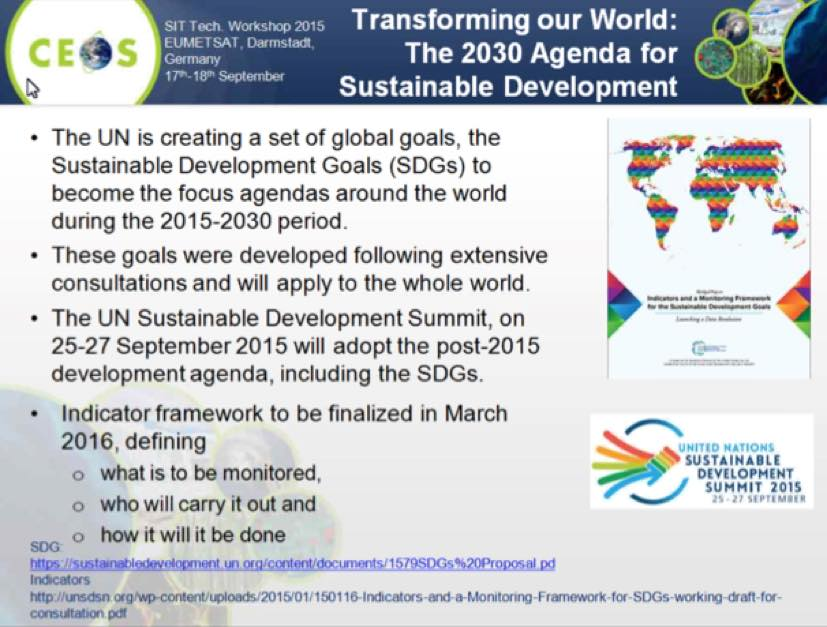 CEOS
SIT Tech. Workshop 2015
EUMETSAT, Darmstadt,
Germany
17th-18th September
Transforming our World:
The 2030 Agenda for
Sustainable Development
• The UN is creating a set of global goals, the
Sustainable Development Goals (SDGs) to
become the focus agendas around the world
during the 2015-2030 period.
• These goals were developed following extensive
consultations and will apply to the whole world.
• The UN Sustainable Development Summit, on
25-27 September 2015 will adopt the post-2015
development agenda, including the SDGs.
• Indicator framework to be finalized in March
2016, defining
o what is to be monitored,
o who will carry it out and
o how it will it be done
SDG:
https://sustainabledevelopment.un.org/content/documents/1579SDGs%20Proposal.pd
Indicators
http://unsdsn.org/wp-content/uploads/2015/01/150116-Indicators-and-a-Monitoring-Framework-for-SDGs-working-draft-for-
consultation.pdf
Indicators and a Monitoring Framework
for the Sustainable Development Goals
Launching a Data Revolution
UNITED NATIONS
SUSTAINABLE
DEVELOPMENT
SUMMIT 2015
25-27 SEPTEMBER